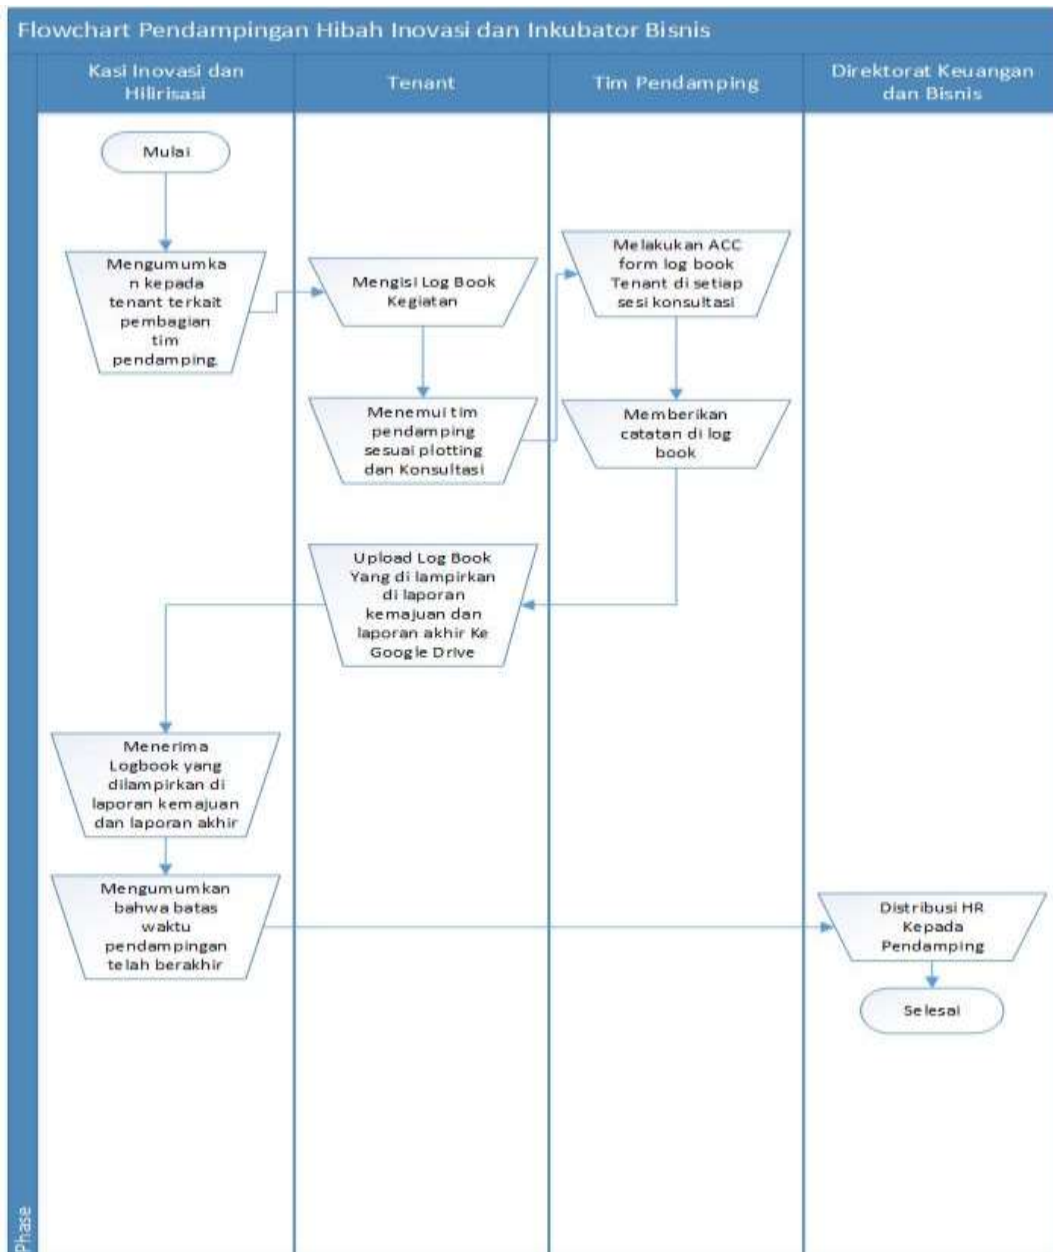 Flowchart Pendampingan Hibah Inovasi dan Inkubator Bisnis
Kasi Inovasi dan
Hilirisasi
Tenant
Tim Pendamping
Direktorat Keuangan
dan Bisnis
Mulai
Mengumumka
n kepada
tenant terkait
pembagian
tim
pendamping.
Mengisi Log Book
Kegiatan
Melakukan ACC
form log book
Tenant di setiap
sesi konsultasi
Menemui tim
pendamping
sesuai plotting
dan Konsultasi
Memberikan
catatan di log
book
Upload Log Book
Yang di lampirkan
di laporan
kemajuan dan
laporan akhir Ke
Google Drive
Menerima
Logbook yang
dilampirkan di
laporan kemajuan
dan laporan akhir
Mengumumkan
bahwa batas
waktu
pendampingan
telah berakhir
Distribusi HR
Kepada
Pendamping
Selesai
Phase